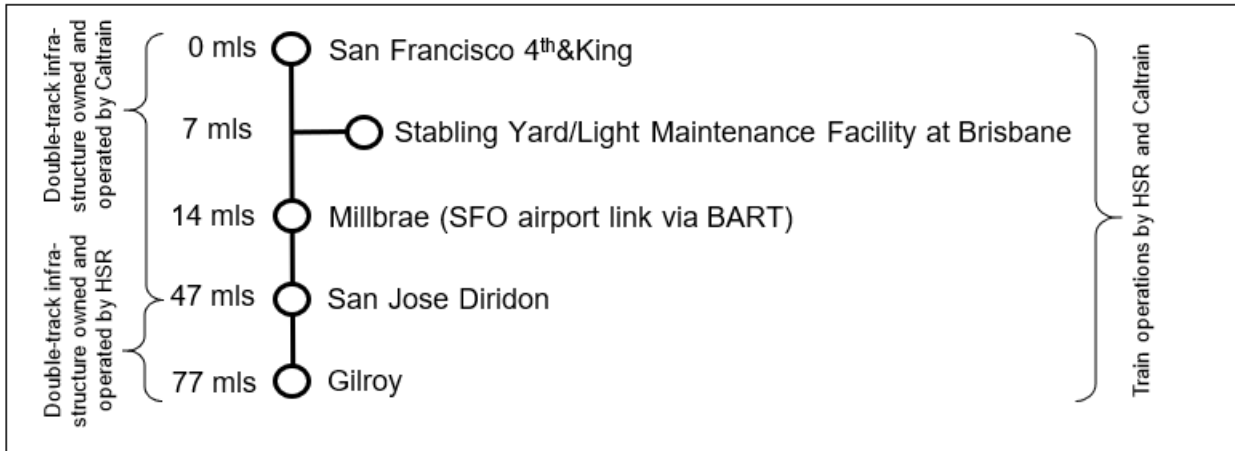 Double-track infra-
structure owned and
operated by Caltrain
Double-track infra-
structure owned and
operated by HSR
0 mls San Francisco 4th&King
7 mls Stabling Yard/Light Maintenance Facility at Brisbane
14 mls Millbrae (SFO airport link via BART)
47 mls San Jose Diridon
77 mls Gilroy
Train operations by HSR and Caltrain